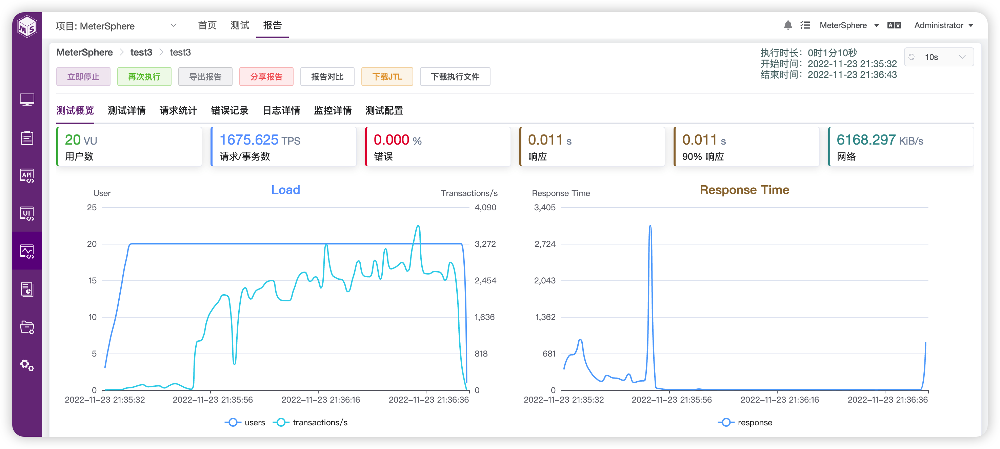 MS
项目: MeterSphere
首页 测试 报告
MeterSphere
A
文
Administrator
MeterSphere > test3 > test3
执行时长: 0时1分10秒
开始时间: 2022-11-23 21:35:32
结束时间: 2022-11-23 21:36:43
10s
立即停止 再次执行 导出报告 分享报告 报告对比 下载JTL 下载执行文件
测试概览 测试详情 请求统计 错误记录 日志详情 监控详情 测试配置
20 VU
用户数
1675.625 TPS
请求/事务数
0.000 %
错误
0.011 s
响应
0.011 s
90% 响应
6168.297 KiB/s
网络
API
UI
Load
User
Transactions/s
25
20
15
10
5
0
4,090
3,272
2,454
1,636
818
0
2022-11-23 21:35:32
2022-11-23 21:35:56
2022-11-23 21:36:16
2022-11-23 21:36:36
users transactions/s
Response Time
Response Time
3,405
2,724
2,043
1,362
681
0
2022-11-23 21:35:32
2022-11-23 21:35:56
2022-11-23 21:36:16
2022-11-23 21:36:36
response